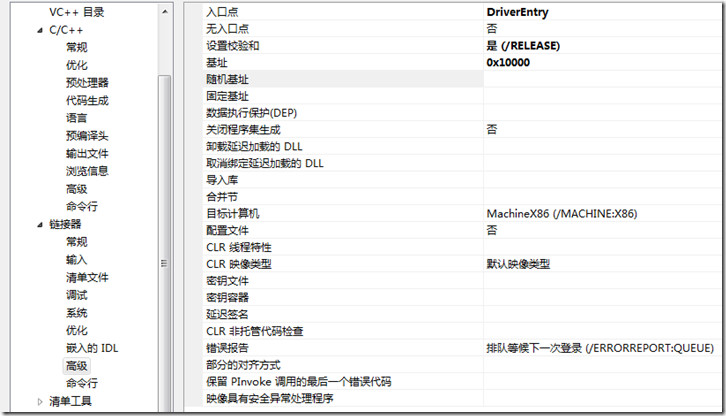 VC++ 目录
C/C++
常规
优化
预处理器
代码生成
语言
预编译头
输出文件
浏览信息
高级
命令行
链接器
常规
输入
清单文件
调试
系统
优化
嵌入的 IDL
高级
命令行
清单工具
入口点 DriverEntry
无入口点 否
设置校验和 是 (/RELEASE)
基址 0x10000
随机基址
固定基址
数据执行保护(DEP)
关闭程序集生成 否
卸载延迟加载的 DLL
取消绑定延迟加载的 DLL
导入库
合并节
目标计算机 MachineX86 (/MACHINE:X86)
配置文件 否
CLR 线程特性
CLR 映像类型 默认映像类型
密钥文件
密钥容器
延迟签名
CLR 非托管代码检查
错误报告 排队等候下一次登录 (/ERRORREPORT:QUEUE)
部分的对齐方式
保留 PInvoke 调用的最后一个错误代码
映像具有安全异常处理程序